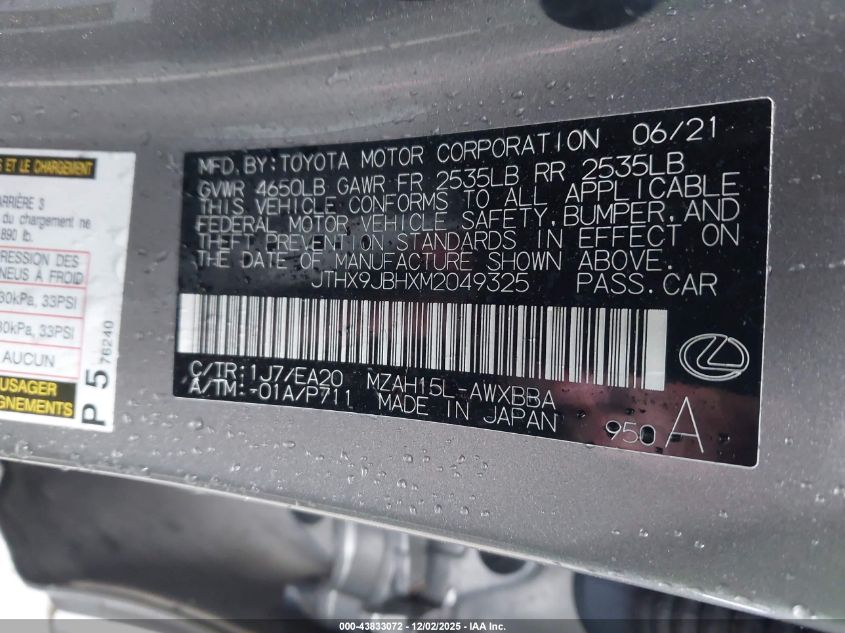 S ET LE CHARGEMENT
ARRIÈRE 3
du chargement ne
890 lb.
PRESSION DES
PNEUS À FROID
30kPa, 33PSI
30kPa, 33PSI
AUCUN
USAGER
GNEMENTS
P 5 76240
MFD. BY: TOYOTA MOTOR CORPORATION 06/21
GVWR 4650LB GAWR FR 2535LB RR 2535LB
THIS VEHICLE CONFORMS TO ALL APPLICABLE
FEDERAL MOTOR VEHICLE SAFETY, BUMPER, AND
THEFT PREVENTION STANDARDS IN EFFECT ON
THE DATE OF MANUFACTURE SHOWN ABOVE.
JTHX9JBHXM2049325 PASS. CAR
C/TR: 1J7/EA20 MZAH15L-AWXBBA
A/TM: -01A/P711 MADE IN JAPAN
950 A
000-43833072 - 12/02/2025 - IAA Inc.